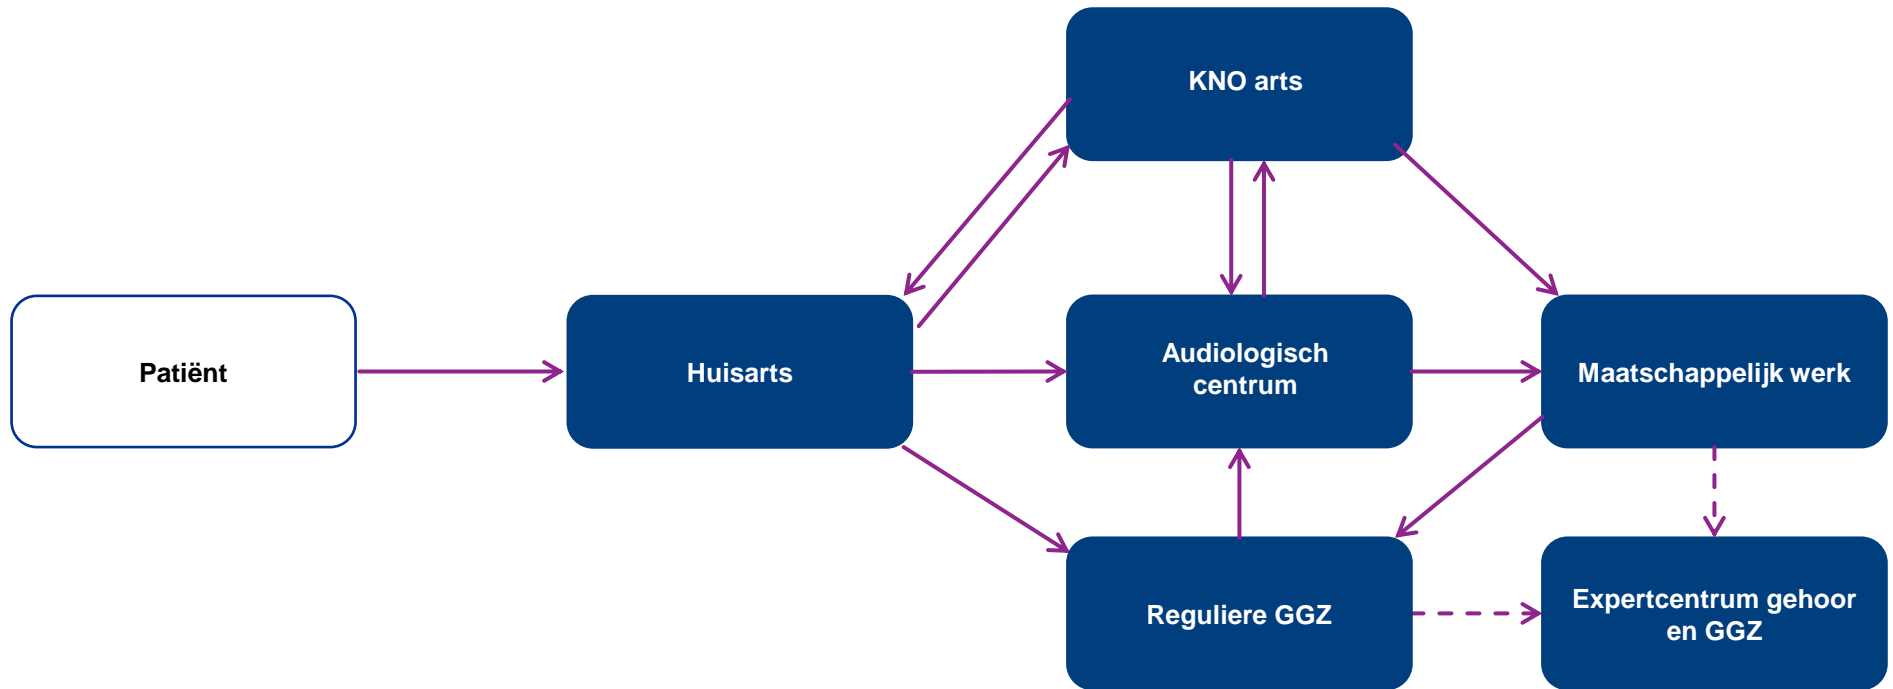 KNO arts
Patiënt
Huisarts
Audiologisch
centrum
Maatschappelijk werk
Reguliere GGZ
Expertcentrum gehoor
en GGZ